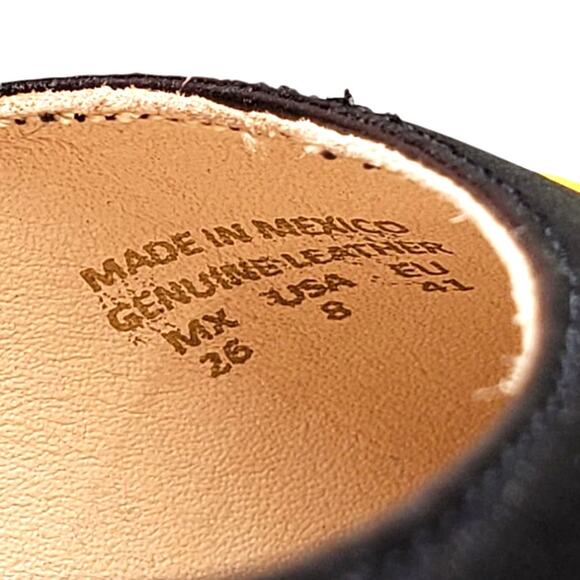 MADE IN MEXICO
GENUINE LEATHER
MX USA EU
26 8 41